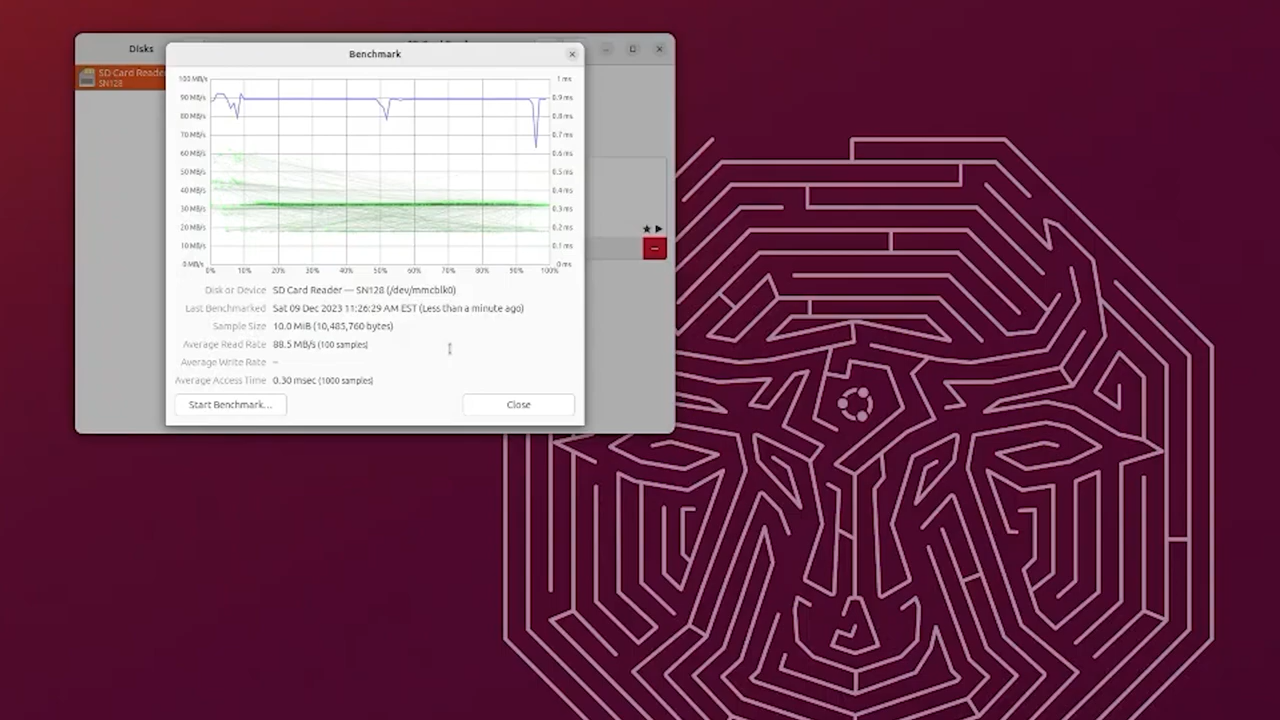 Disks
SD Card Reader
SN128
Benchmark
100 MB/s
90 MB/s
80 MB/s
70 MB/s
60 MB/s
50 MB/s
40 MB/s
30 MB/s
20 MB/s
10 MB/s
0 MB/s
1 ms
0.9 ms
0.8 ms
0.7 ms
0.6 ms
0.5 ms
0.4 ms
0.3 ms
0.2 ms
0.1 ms
0 ms
0% 10% 20% 30% 40% 50% 60% 70% 80% 90% 100%
Disk or Device SD Card Reader — SN128 (/dev/mmcblk0)
Last Benchmarked Sat 09 Dec 2023 11:26:29 AM EST (Less than a minute ago)
Sample Size 10.0 MiB (10,485,760 bytes)
Average Read Rate 88.5 MB/s (100 samples)
Average Write Rate –
Average Access Time 0.30 msec (1000 samples)
Start Benchmark...
Close